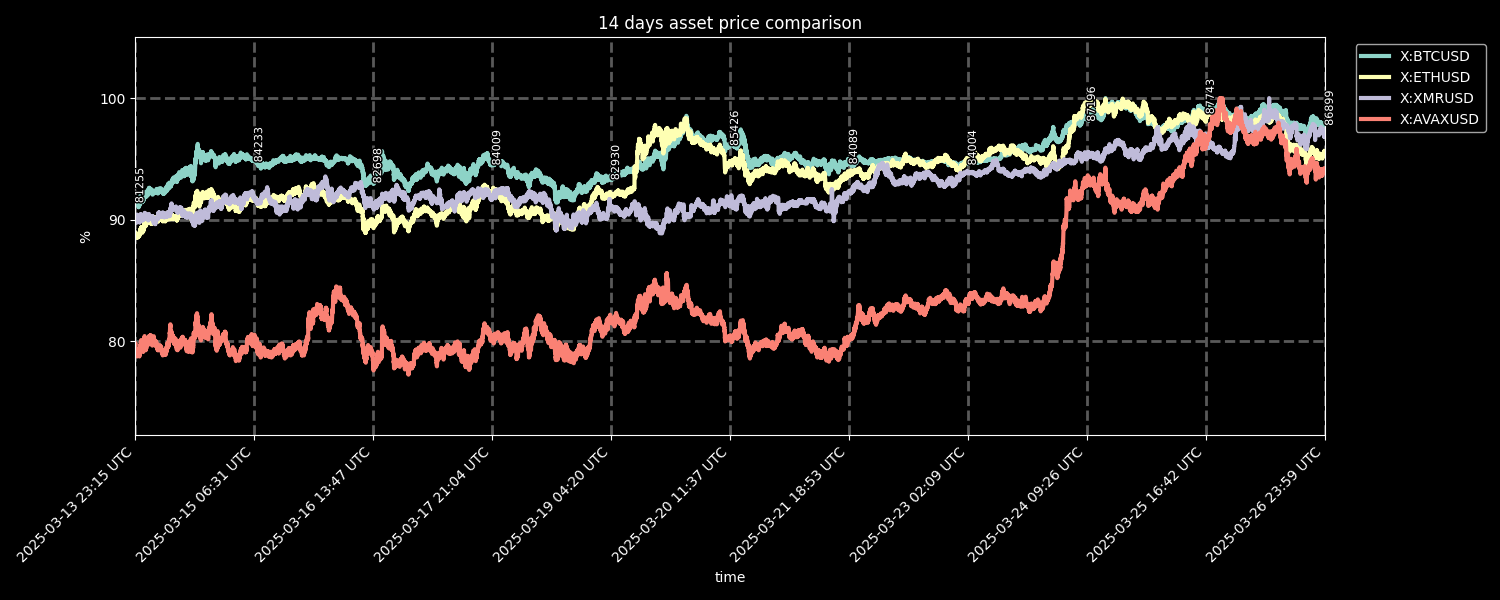 14 days asset price comparison
X:BTCUSD
X:ETHUSD
X:XMRUSD
X:AVAXUSD
100
90
80
%
81255
84233
82698
84009
82930
85426
84089
84004
87196
87743
86899
2025-03-13 23:15 UTC
2025-03-15 06:31 UTC
2025-03-16 13:47 UTC
2025-03-17 21:04 UTC
2025-03-19 04:20 UTC
2025-03-20 11:37 UTC
2025-03-21 18:53 UTC
2025-03-23 02:09 UTC
2025-03-24 09:26 UTC
2025-03-25 16:42 UTC
2025-03-26 23:59 UTC
time